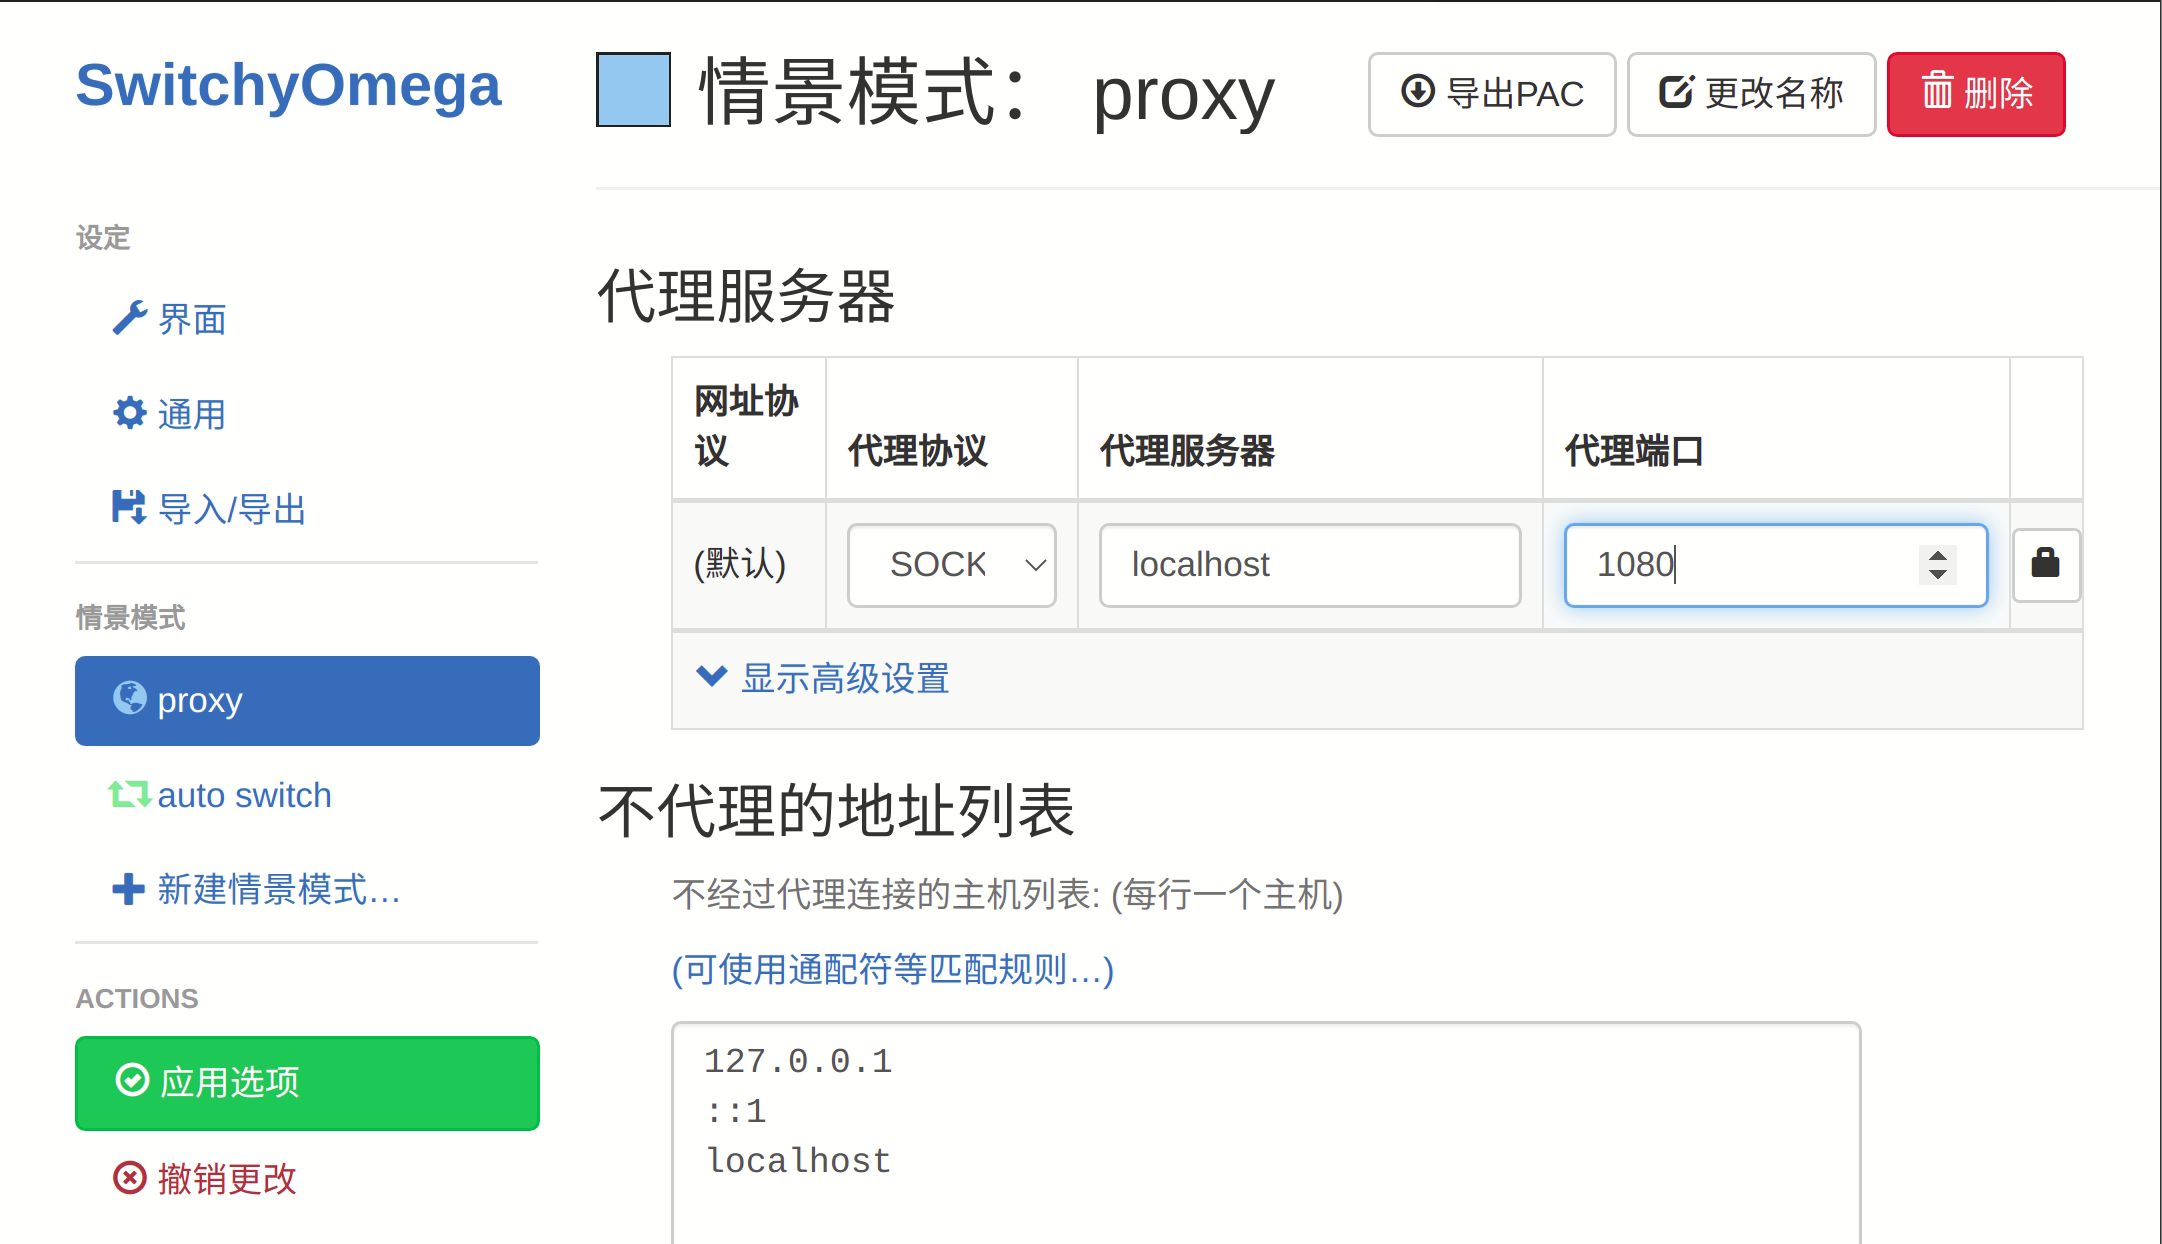 SwitchyOmega
设定
界面
通用
导入/导出
情景模式
proxy
auto switch
新建情景模式…
ACTIONS
应用选项
撤销更改
情景模式： proxy
导出PAC
更改名称
删除
代理服务器
网址协
议
代理协议
代理服务器
代理端口
(默认)
SOCK
localhost
1080
显示高级设置
不代理的地址列表
不经过代理连接的主机列表: (每行一个主机)
(可使用通配符等匹配规则…)
127.0.0.1
::1
localhost